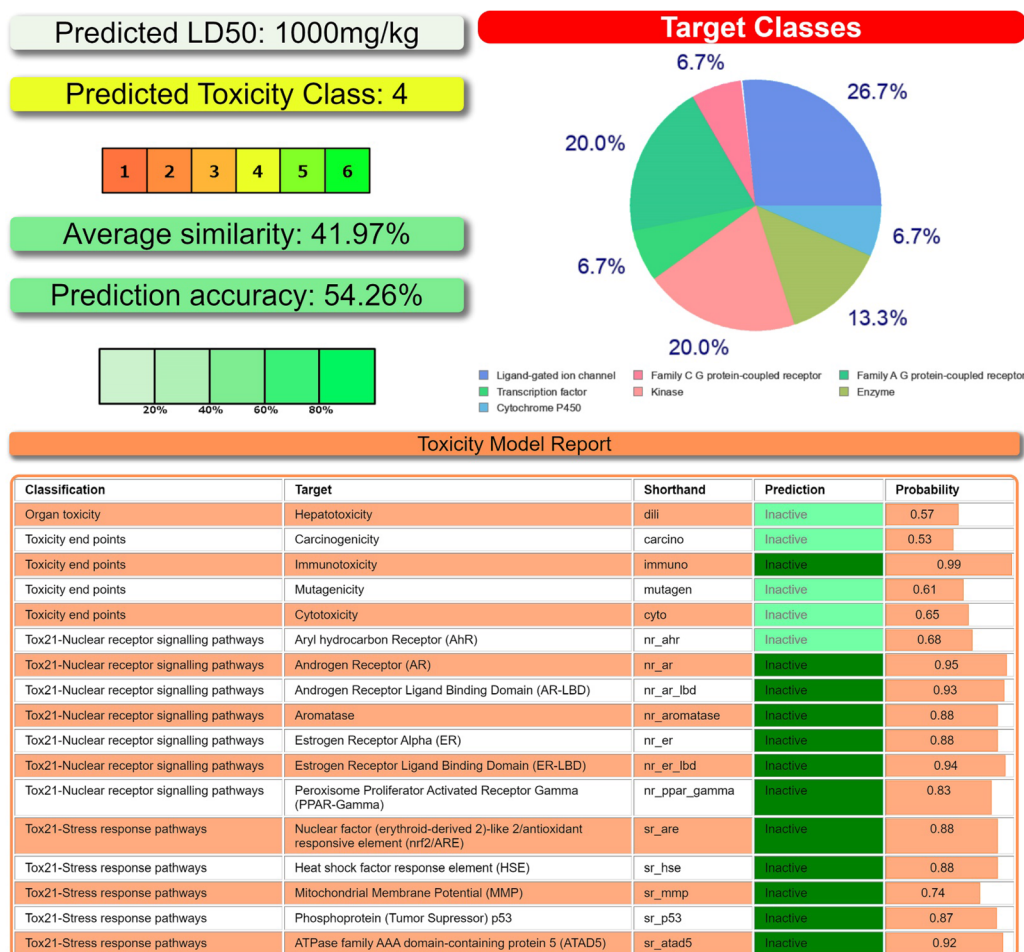 Predicted LD50: 1000mg/kg
Predicted Toxicity Class: 4
1 2 3 4 5 6
Average similarity: 41.97%
Prediction accuracy: 54.26%
20% 40% 60% 80%
Target Classes
6.7%
26.7%
20.0%
6.7%
6.7%
13.3%
20.0%
Ligand-gated ion channel Family C G protein-coupled receptor Family A G protein-coupled receptor
Transcription factor Kinase Enzyme
Cytochrome P450
Toxicity Model Report
Classification Target Shorthand Prediction Probability
Organ toxicity Hepatotoxicity dili Inactive 0.57
Toxicity end points Carcinogenicity carcino Inactive 0.53
Toxicity end points Immunotoxicity immuno Inactive 0.99
Toxicity end points Mutagenicity mutagen Inactive 0.61
Toxicity end points Cytotoxicity cyto Inactive 0.65
Tox21-Nuclear receptor signalling pathways Aryl hydrocarbon Receptor (AhR) nr_ahr Inactive 0.68
Tox21-Nuclear receptor signalling pathways Androgen Receptor (AR) nr_ar Inactive 0.95
Tox21-Nuclear receptor signalling pathways Androgen Receptor Ligand Binding Domain (AR-LBD) nr_ar_lbd Inactive 0.93
Tox21-Nuclear receptor signalling pathways Aromatase nr_aromatase Inactive 0.88
Tox21-Nuclear receptor signalling pathways Estrogen Receptor Alpha (ER) nr_er Inactive 0.88
Tox21-Nuclear receptor signalling pathways Estrogen Receptor Ligand Binding Domain (ER-LBD) nr_er_lbd Inactive 0.94
Tox21-Nuclear receptor signalling pathways Peroxisome Proliferator Activated Receptor Gamma nr_ppar_gamma Inactive 0.83
(PPAR-Gamma)
Tox21-Stress response pathways Nuclear factor (erythroid-derived 2)-like 2/antioxidant sr_are Inactive 0.88
responsive element (nrf2/ARE)
Tox21-Stress response pathways Heat shock factor response element (HSE) sr_hse Inactive 0.88
Tox21-Stress response pathways Mitochondrial Membrane Potential (MMP) sr_mmp Inactive 0.74
Tox21-Stress response pathways Phosphoprotein (Tumor Supressor) p53 sr_p53 Inactive 0.87
Tox21-Stress response pathways ATPase family AAA domain-containing protein 5 (ATAD5) sr_atad5 Inactive 0.92